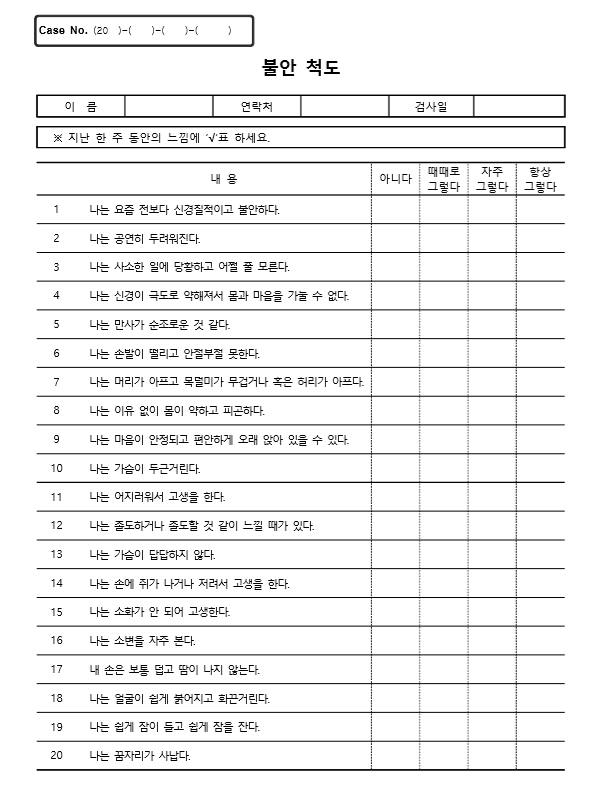 Case No. (20   )-(      )-(      )-(        )
불안 척도
이 름 연락처 검사일
※ 지난 한 주 동안의 느낌에 '√'표 하세요.
내 용 아니다 때때로 그렇다 자주 그렇다 항상 그렇다
1 나는 요즘 전보다 신경질적이고 불안하다.
2 나는 공연히 두려워진다.
3 나는 사소한 일에 당황하고 어쩔 줄 모른다.
4 나는 신경이 극도로 약해져서 몸과 마음을 가눌 수 없다.
5 나는 만사가 순조로운 것 같다.
6 나는 손발이 떨리고 안절부절 못한다.
7 나는 머리가 아프고 목덜미가 무겁거나 혹은 허리가 아프다.
8 나는 이유 없이 몸이 약하고 피곤하다.
9 나는 마음이 안정되고 편안하게 오래 앉아 있을 수 있다.
10 나는 가슴이 두근거린다.
11 나는 어지러워서 고생을 한다.
12 나는 졸도하거나 졸도할 것 같이 느낄 때가 있다.
13 나는 가슴이 답답하지 않다.
14 나는 손에 쥐가 나거나 저려서 고생을 한다.
15 나는 소화가 안 되어 고생한다.
16 나는 소변을 자주 본다.
17 내 손은 보통 덥고 땀이 나지 않는다.
18 나는 얼굴이 쉽게 붉어지고 화끈거린다.
19 나는 쉽게 잠이 들고 쉽게 잠을 잔다.
20 나는 꿈자리가 사납다.